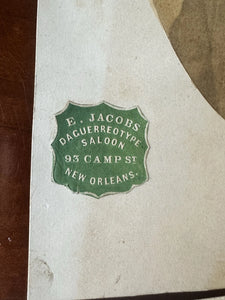 E. JACOBS
DAGUERREOTYPE
SALOON
93 CAMP ST
NEW ORLEANS.